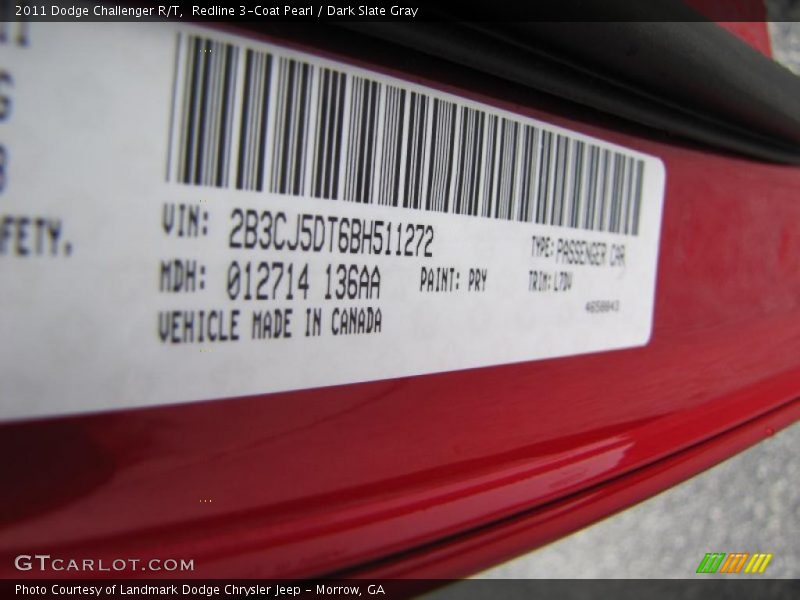 2011 Dodge Challenger R/T, Redline 3-Coat Pearl / Dark Slate Gray
FETY.
VIN: 2B3CJ5DT6BH511272
TYPE: PASSENGER CAR
MDH: 012714 136AA
PAINT: PRY
TRIM: L7DV
4658043
VEHICLE MADE IN CANADA
GTCARLOT.COM
Photo Courtesy of Landmark Dodge Chrysler Jeep - Morrow, GA